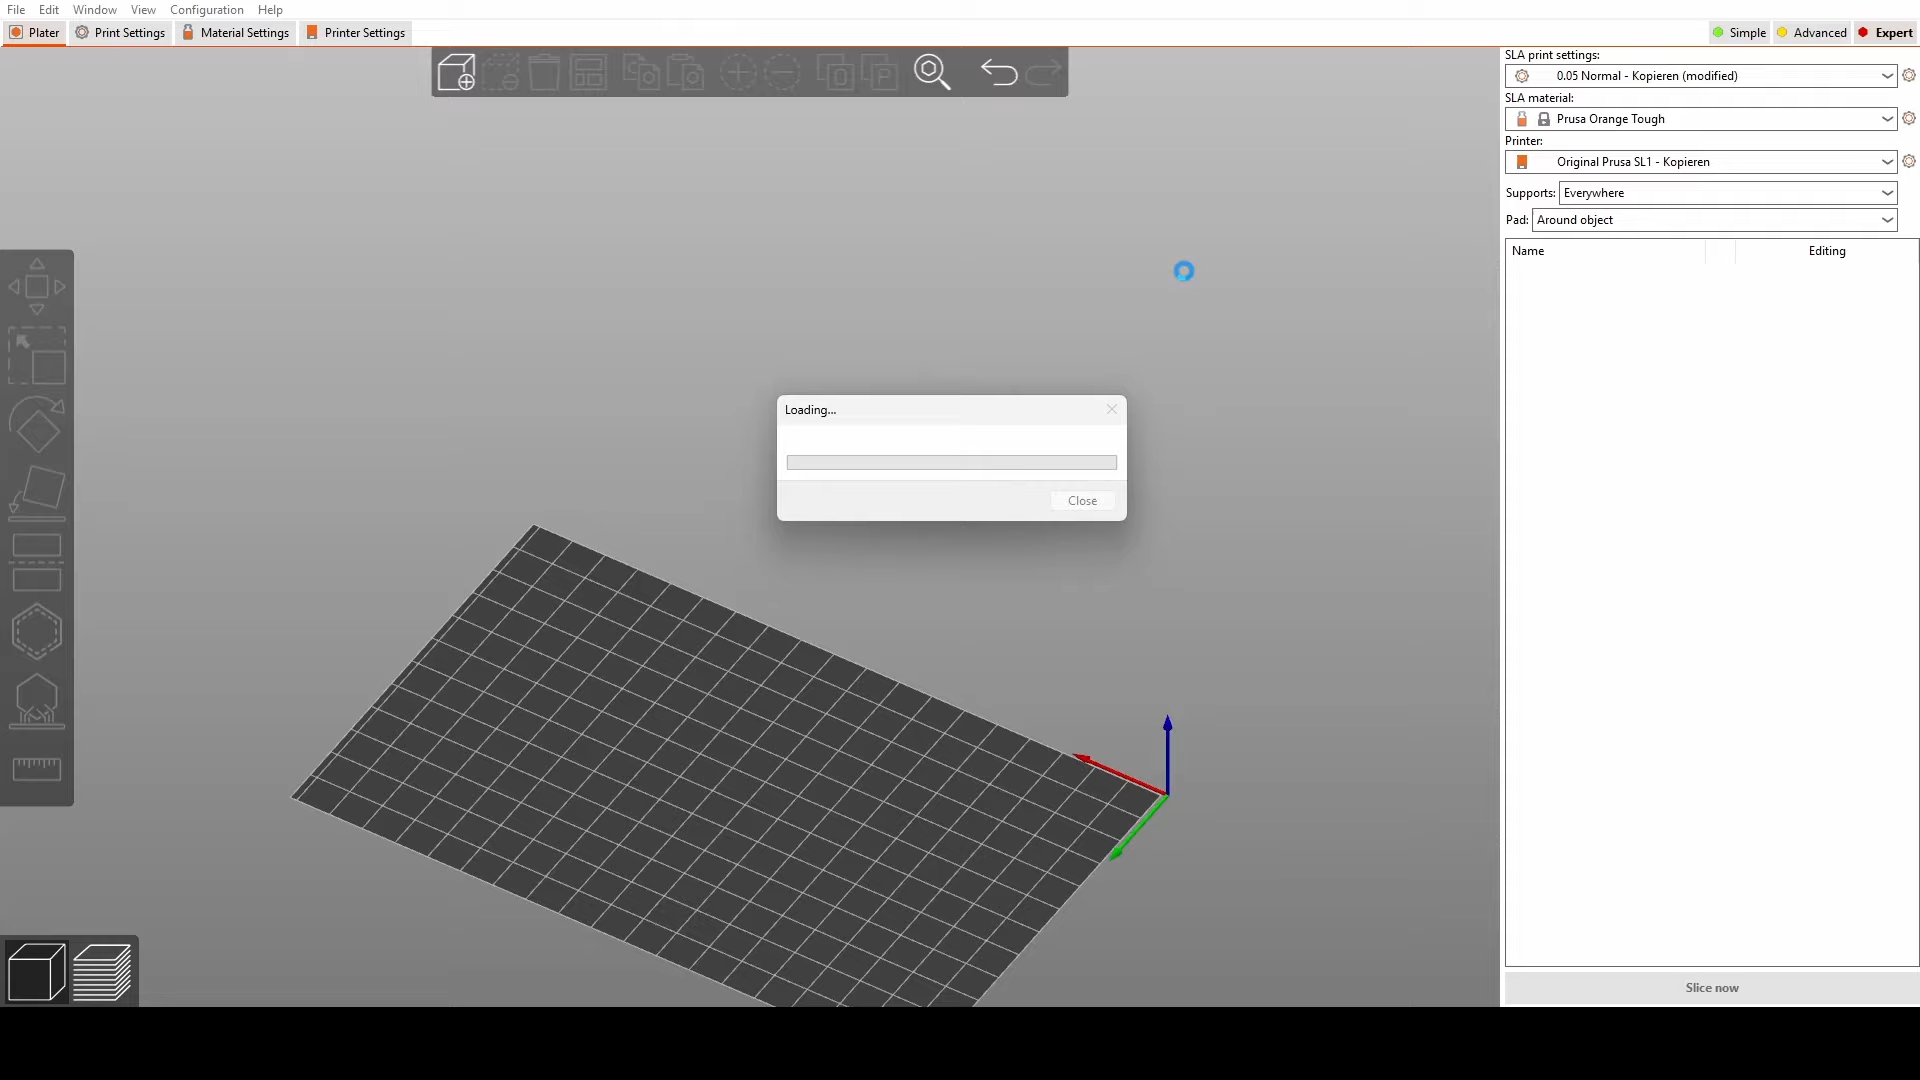 File Edit Window View Configuration Help
Plater Print Settings Material Settings Printer Settings Simple Advanced Expert
SLA print settings:
0.05 Normal - Kopieren (modified)
SLA material:
Prusa Orange Tough
Printer:
Original Prusa SL1 - Kopieren
Supports: Everywhere
Pad: Around object
Name Editing
Loading...
Close
Slice now